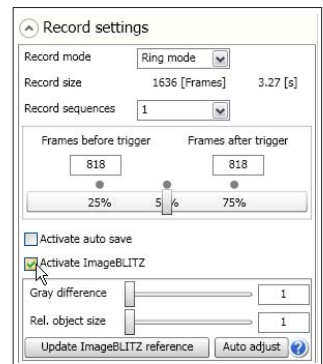 Record settings
Record mode Ring mode
Record size 1636 [Frames] 3.27 [s]
Record sequences 1
Frames before trigger Frames after trigger
818 818
25% 5 % 75%
Activate auto save
Activate ImageBLITZ
Gray difference 1
Rel. object size 1
Update ImageBLITZ reference Auto adjust ?